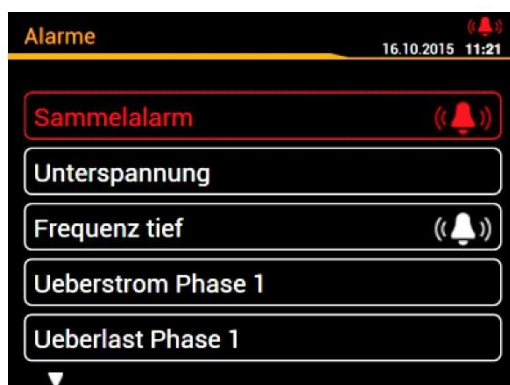 Alarme
16.10.2015 11:21
Sammelalarm
Unterspannung
Frequenz tief
Ueberstrom Phase 1
Ueberlast Phase 1